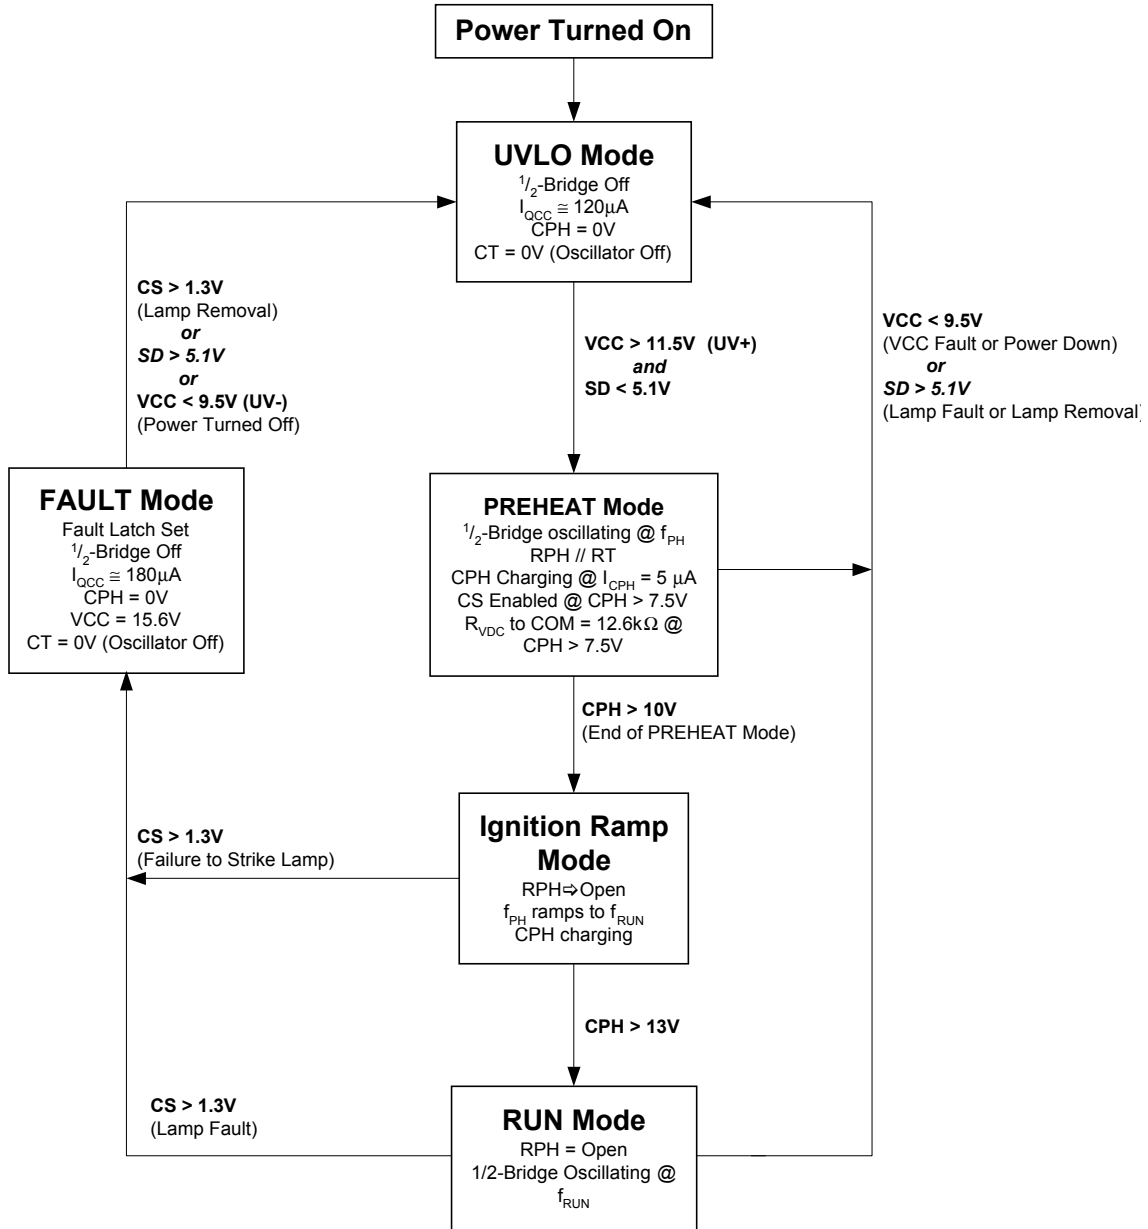 Power Turned On
UVLO Mode
1/2-Bridge Off
IQCC ≅ 120μA
CPH = 0V
CT = 0V (Oscillator Off)
CS > 1.3V
(Lamp Removal)
or
SD > 5.1V
or
VCC < 9.5V (UV-)
(Power Turned Off)
VCC > 11.5V (UV+)
and
SD < 5.1V
VCC < 9.5V
(VCC Fault or Power Down)
or
SD > 5.1V
(Lamp Fault or Lamp Removal)
FAULT Mode
Fault Latch Set
1/2-Bridge Off
IQCC ≅ 180μA
CPH = 0V
VCC = 15.6V
CT = 0V (Oscillator Off)
PREHEAT Mode
1/2-Bridge oscillating @ fPH
RPH // RT
CPH Charging @ ICPH = 5 μA
CS Enabled @ CPH > 7.5V
RVDC to COM = 12.6kΩ @
CPH > 7.5V
CPH > 10V
(End of PREHEAT Mode)
CS > 1.3V
(Failure to Strike Lamp)
Ignition Ramp
Mode
RPH⇨Open
fPH ramps to fRUN
CPH charging
CPH > 13V
CS > 1.3V
(Lamp Fault)
RUN Mode
RPH = Open
1/2-Bridge Oscillating @
fRUN